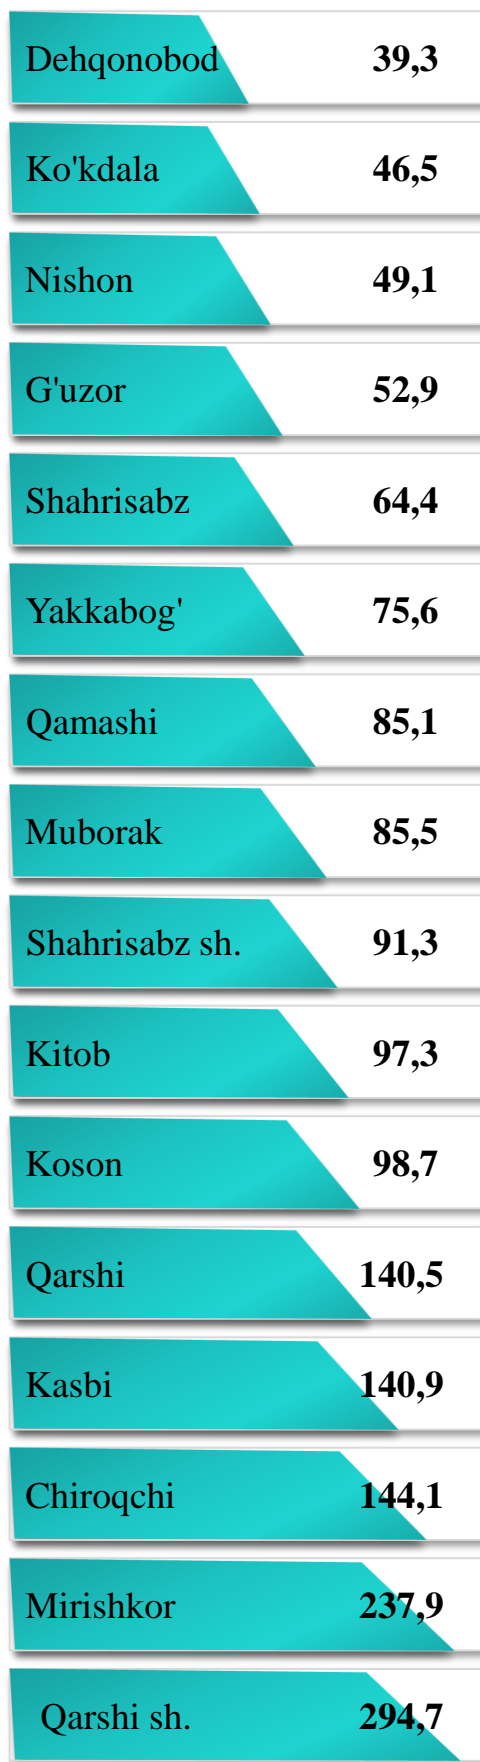 Dehqonobod 39,3
Ko'kdala 46,5
Nishon 49,1
G'uzor 52,9
Shahrisabz 64,4
Yakkabog' 75,6
Qamashi 85,1
Muborak 85,5
Shahrisabz sh. 91,3
Kitob 97,3
Koson 98,7
Qarshi 140,5
Kasbi 140,9
Chiroqchi 144,1
Mirishkor 237,9
Qarshi sh. 294,7